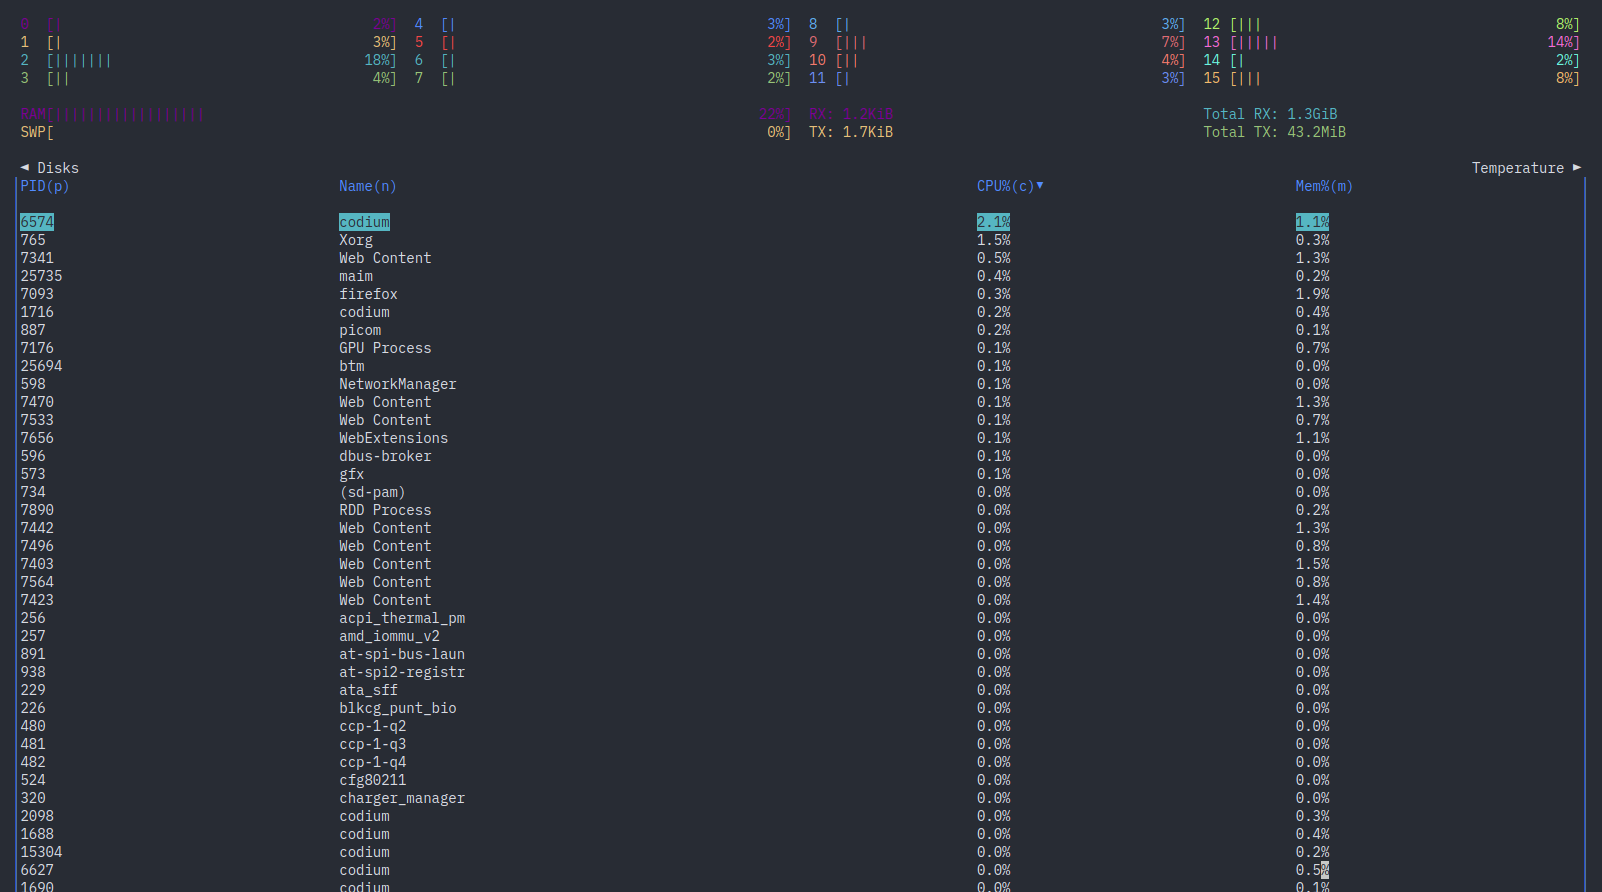 0 [| 2%] 4 [| 3%] 8 [| 3%] 12 [||| 8%]
1 [| 3%] 5 [| 2%] 9 [||| 7%] 13 [||||| 14%]
2 [||||||| 18%] 6 [| 3%] 10 [|| 4%] 14 [| 2%]
3 [|| 4%] 7 [| 2%] 11 [| 3%] 15 [||| 8%]
RAM[|||||||||||||||||| 22%] RX: 1.2KiB Total RX: 1.3GiB
SWP[ 0%] TX: 1.7KiB Total TX: 43.2MiB
◄ Disks Temperature ►
PID(p) Name(n) CPU%(c)▼ Mem%(m)
6574 codium 2.1% 1.1%
765 Xorg 1.5% 0.3%
7341 Web Content 0.5% 1.3%
25735 maim 0.4% 0.2%
7093 firefox 0.3% 1.9%
1716 codium 0.2% 0.4%
887 picom 0.2% 0.1%
7176 GPU Process 0.1% 0.7%
25694 btm 0.1% 0.0%
598 NetworkManager 0.1% 0.0%
7470 Web Content 0.1% 1.3%
7533 Web Content 0.1% 0.7%
7656 WebExtensions 0.1% 1.1%
596 dbus-broker 0.1% 0.0%
573 gfx 0.1% 0.0%
734 (sd-pam) 0.0% 0.0%
7890 RDD Process 0.0% 0.2%
7442 Web Content 0.0% 1.3%
7496 Web Content 0.0% 0.8%
7403 Web Content 0.0% 1.5%
7564 Web Content 0.0% 0.8%
7423 Web Content 0.0% 1.4%
256 acpi_thermal_pm 0.0% 0.0%
257 amd_iommu_v2 0.0% 0.0%
891 at-spi-bus-laun 0.0% 0.0%
938 at-spi2-registr 0.0% 0.0%
229 ata_sff 0.0% 0.0%
226 blkcg_punt_bio 0.0% 0.0%
480 ccp-1-q2 0.0% 0.0%
481 ccp-1-q3 0.0% 0.0%
482 ccp-1-q4 0.0% 0.0%
524 cfg80211 0.0% 0.0%
320 charger_manager 0.0% 0.0%
2098 codium 0.0% 0.3%
1688 codium 0.0% 0.4%
15304 codium 0.0% 0.2%
6627 codium 0.0% 0.5%
1690 codium 0.0% 0.1%